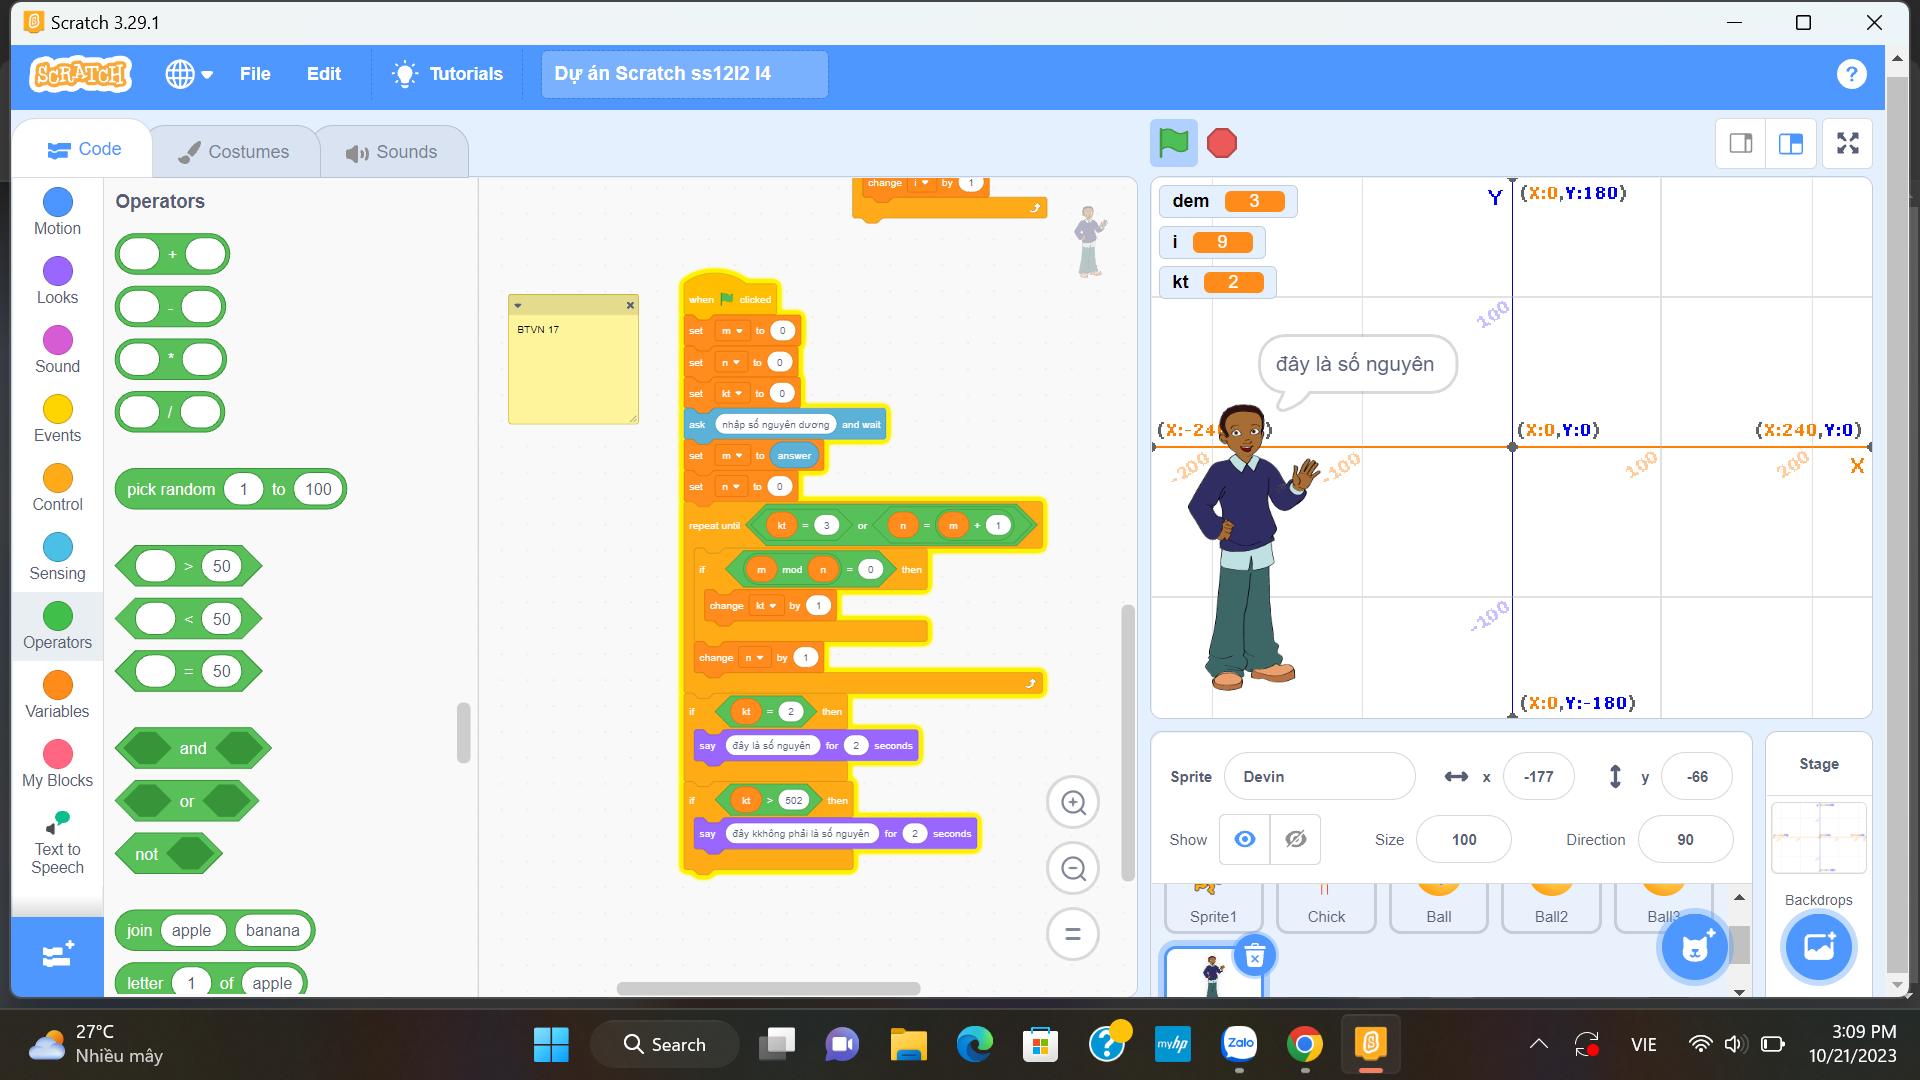 Scratch 3.29.1
SCRATCH
File
Edit
Tutorials
Dự án Scratch ss12l2 l4
?
Code
Costumes
Sounds
Motion
Looks
Sound
Events
Control
Sensing
Operators
Variables
My Blocks
Text to
Speech
Operators
+
-
*
/
pick random 1 to 100
> 50
< 50
= 50
and
or
not
join apple banana
letter 1 of apple
change i by 1
BTVN 17
when clicked
set m to 0
set n to 0
set kt to 0
ask nhập số nguyên dương and wait
set m to answer
set n to 0
repeat until kt = 3 or n = m + 1
if m mod n = 0 then
change kt by 1
change n by 1
if kt = 2 then
say đây là số nguyên for 2 seconds
if kt > 502 then
say đây kkhông phải là số nguyên for 2 seconds
dem 3
i 9
kt 2
Y (X:0,Y:180)
100
đây là số nguyên
(X:-24
)
(X:0,Y:0)
(X:240,Y:0)
-200
-100
100
200
X
-100
(X:0,Y:-180)
Sprite Devin x -177 y -66
Show Size 100 Direction 90
Sprite1
Chick
Ball
Ball2
Ball3
Stage
Backdrops
27°C
Nhiều mây
Search
myhp
Zalo
VIE
3:09 PM
10/21/2023